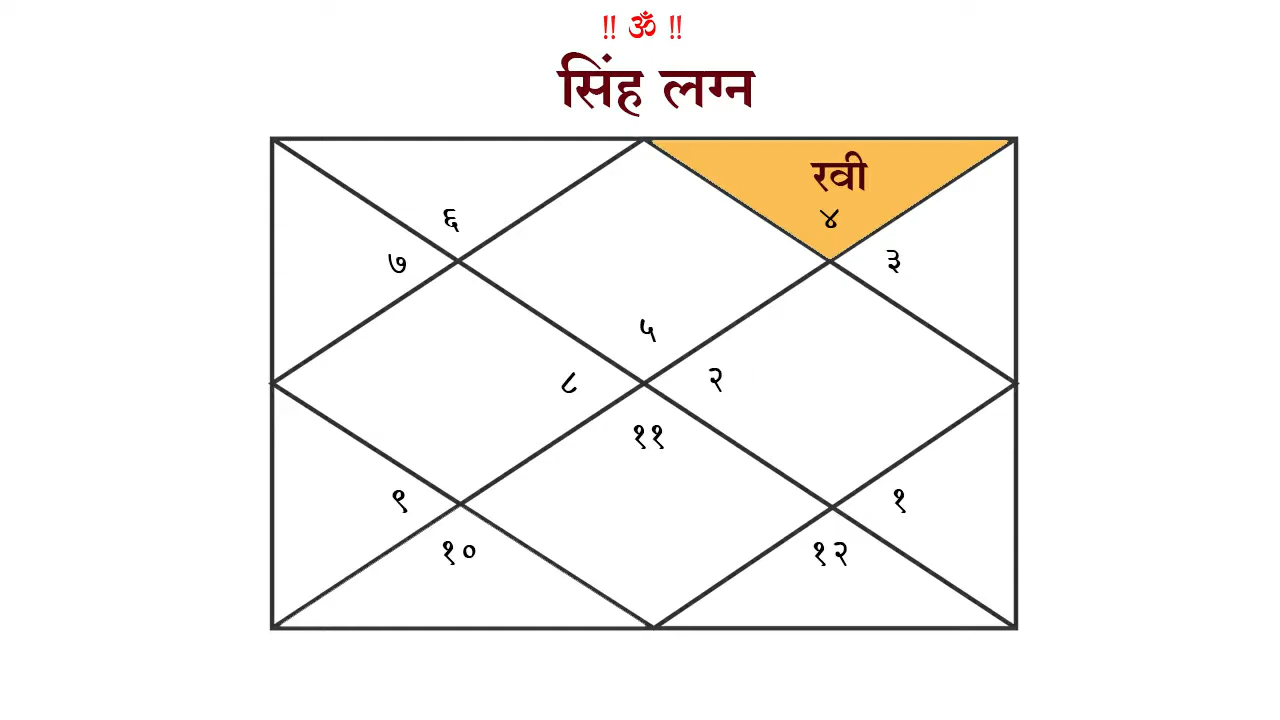 !! ॐ !!
सिंह लग्न
रवी
६ ४
७ ३
५
८ २
११
९ १
१० १२